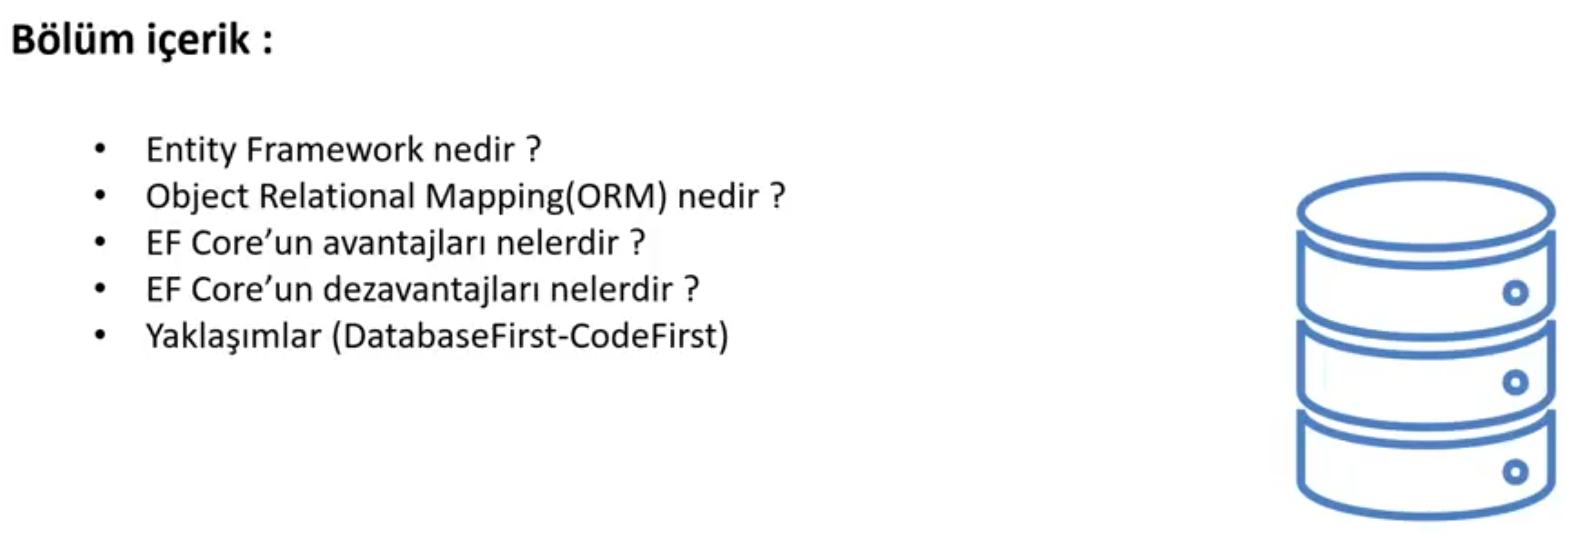 Bölüm içerik :
• Entity Framework nedir ?
• Object Relational Mapping(ORM) nedir ?
• EF Core’un avantajları nelerdir ?
• EF Core’un dezavantajları nelerdir ?
• Yaklaşımlar (DatabaseFirst-CodeFirst)